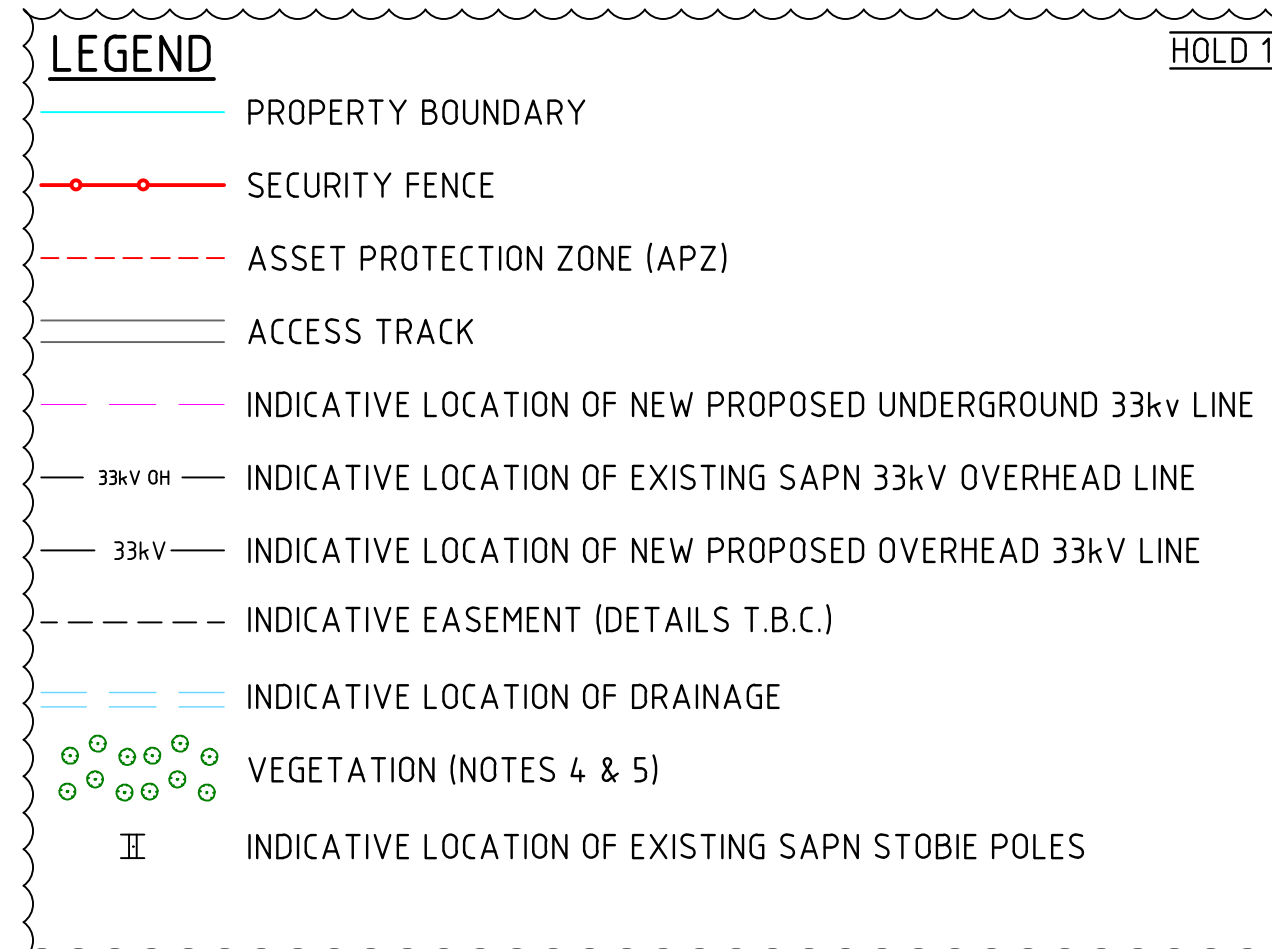 LEGEND
HOLD 1
PROPERTY BOUNDARY
SECURITY FENCE
ASSET PROTECTION ZONE (APZ)
ACCESS TRACK
INDICATIVE LOCATION OF NEW PROPOSED UNDERGROUND 33kv LINE
33kV OH INDICATIVE LOCATION OF EXISTING SAPN 33kV OVERHEAD LINE
33kV INDICATIVE LOCATION OF NEW PROPOSED OVERHEAD 33kV LINE
INDICATIVE EASEMENT (DETAILS T.B.C.)
INDICATIVE LOCATION OF DRAINAGE
VEGETATION (NOTES 4 & 5)
INDICATIVE LOCATION OF EXISTING SAPN STOBIE POLES